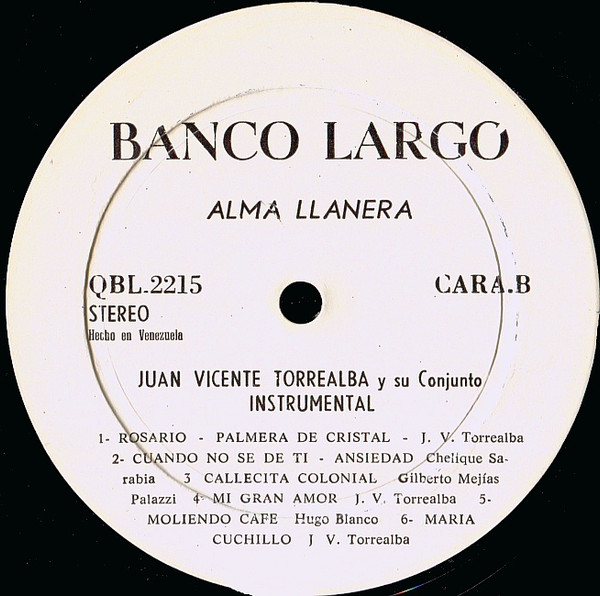 BANCO LARGO
ALMA LLANERA
QBL.2215 CARA.B
STEREO
Hecho en Venezuela
JUAN VICENTE TORREALBA y su Conjunto
INSTRUMENTAL
1- ROSARIO - PALMERA DE CRISTAL - J. V. Torrealba
2- CUANDO NO SE DE TI - ANSIEDAD Chelique Sa-
rabia 3 CALLECITA COLONIAL Gilberto Mejías
Palazzi 4- MI GRAN AMOR J. V. Torrealba 5-
MOLIENDO CAFE Hugo Blanco 6- MARIA
CUCHILLO J V. Torrealba